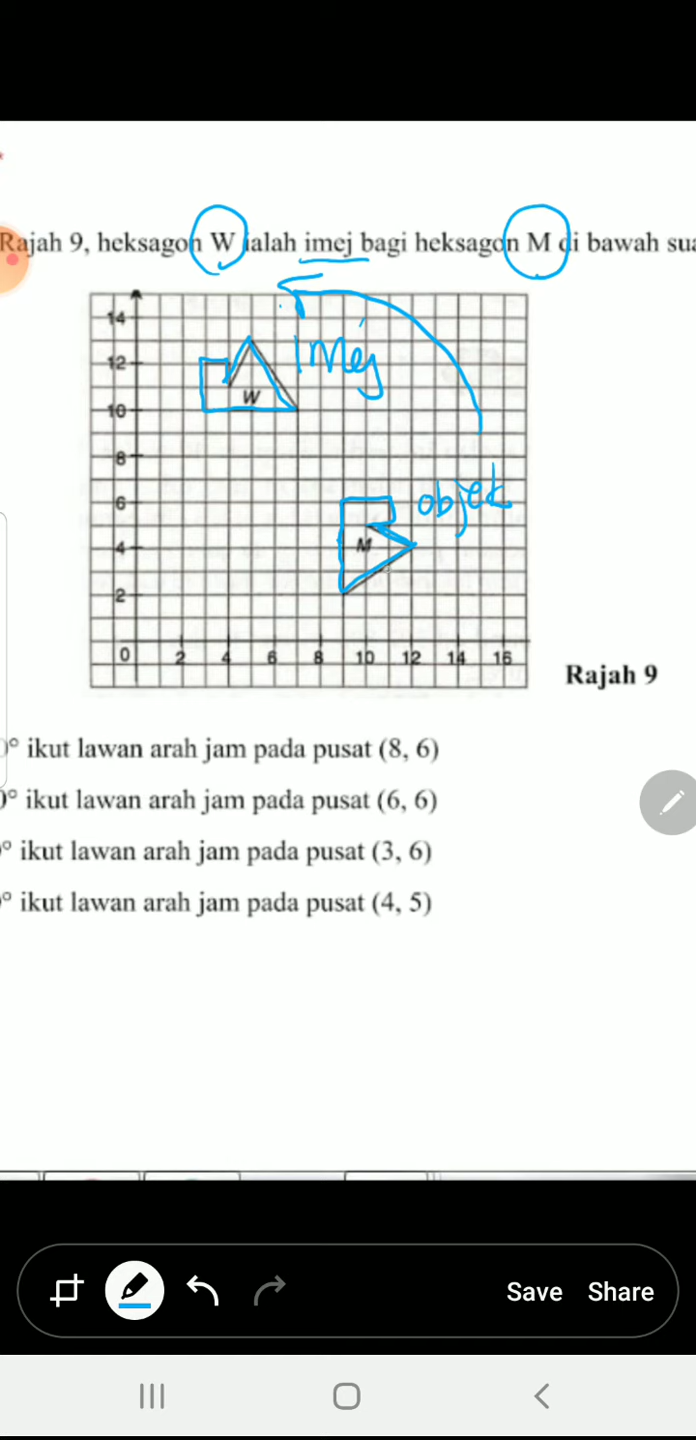 Rajah 9, heksagon W ialah imej bagi heksagon M di bawah sua
14
12
10
8
6
4
2
W
imej
objek
M
0 2 4 6 8 10 12 14 16
Rajah 9
0° ikut lawan arah jam pada pusat (8, 6)
0° ikut lawan arah jam pada pusat (6, 6)
° ikut lawan arah jam pada pusat (3, 6)
° ikut lawan arah jam pada pusat (4, 5)
Save Share